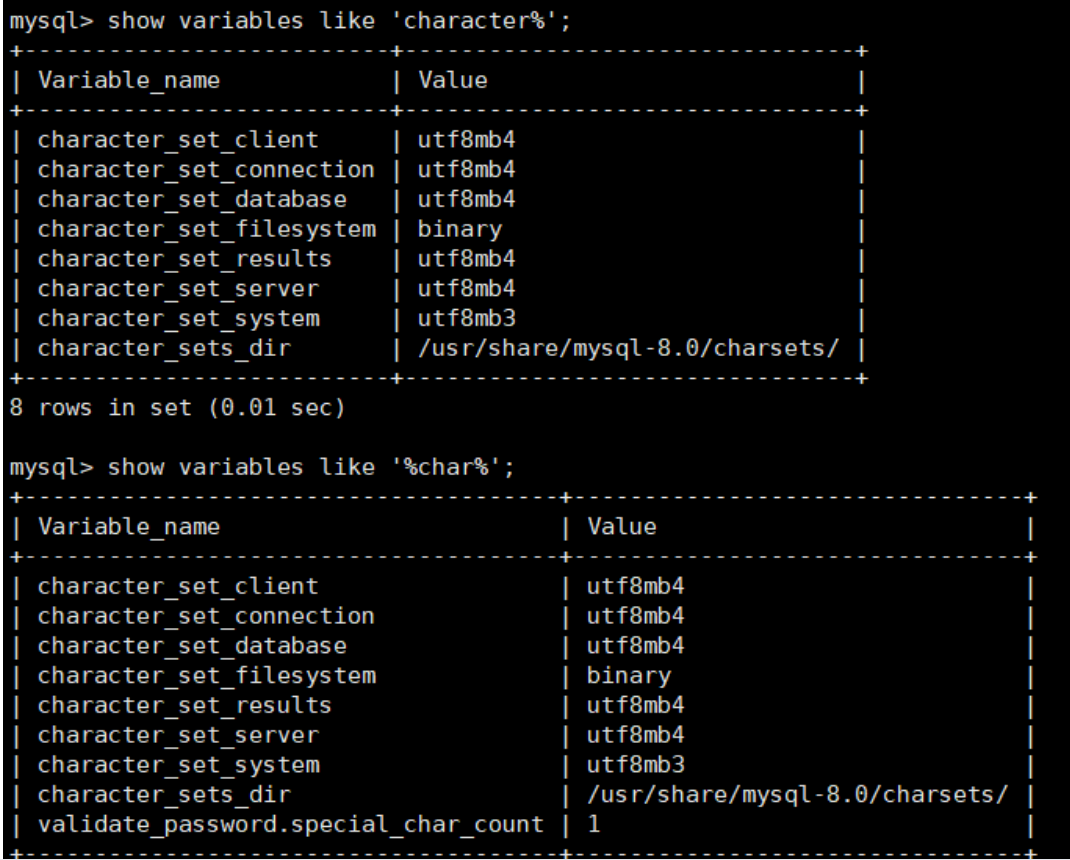 mysql> show variables like 'character%';
+--------------------------+--------------------------------+
| Variable_name            | Value                          |
+--------------------------+--------------------------------+
| character_set_client     | utf8mb4                        |
| character_set_connection | utf8mb4                        |
| character_set_database   | utf8mb4                        |
| character_set_filesystem | binary                         |
| character_set_results    | utf8mb4                        |
| character_set_server     | utf8mb4                        |
| character_set_system     | utf8mb3                        |
| character_sets_dir       | /usr/share/mysql-8.0/charsets/ |
+--------------------------+--------------------------------+
8 rows in set (0.01 sec)

mysql> show variables like '%char%';
+--------------------------------------+--------------------------------+
| Variable_name                        | Value                          |
+--------------------------------------+--------------------------------+
| character_set_client                 | utf8mb4                        |
| character_set_connection             | utf8mb4                        |
| character_set_database               | utf8mb4                        |
| character_set_filesystem             | binary                         |
| character_set_results                | utf8mb4                        |
| character_set_server                 | utf8mb4                        |
| character_set_system                 | utf8mb3                        |
| character_sets_dir                   | /usr/share/mysql-8.0/charsets/ |
| validate_password.special_char_count | 1                              |
+--------------------------------------+--------------------------------+